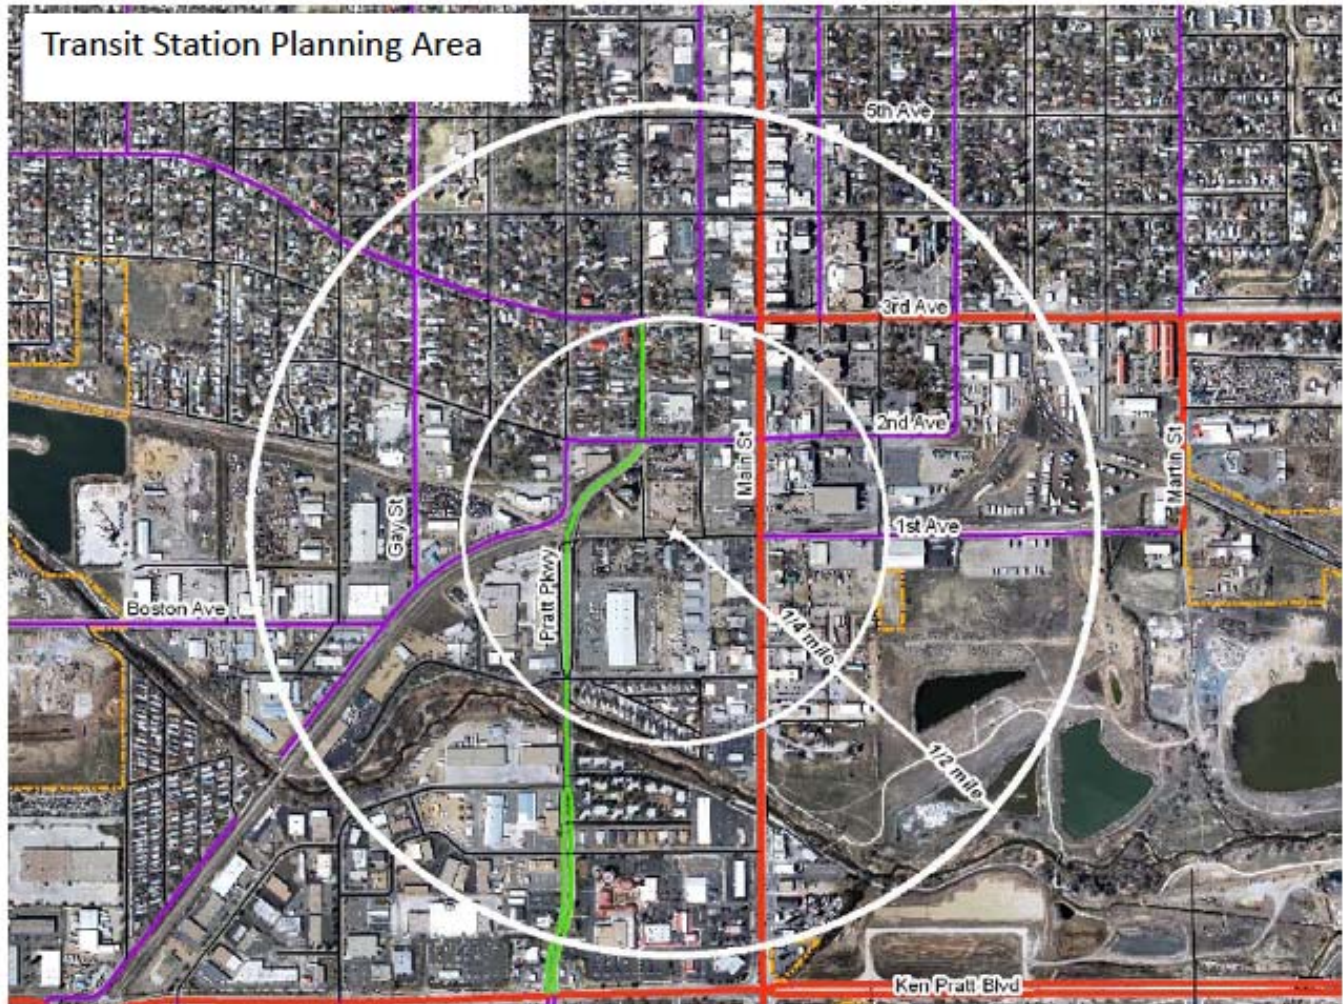 Transit Station Planning Area
5th Ave
3rd Ave
2nd Ave
Main St
Martin St
Gay St
1st Ave
Pratt Pkwy
Boston Ave
1/4 mile
1/2 mile
Ken Pratt Blvd